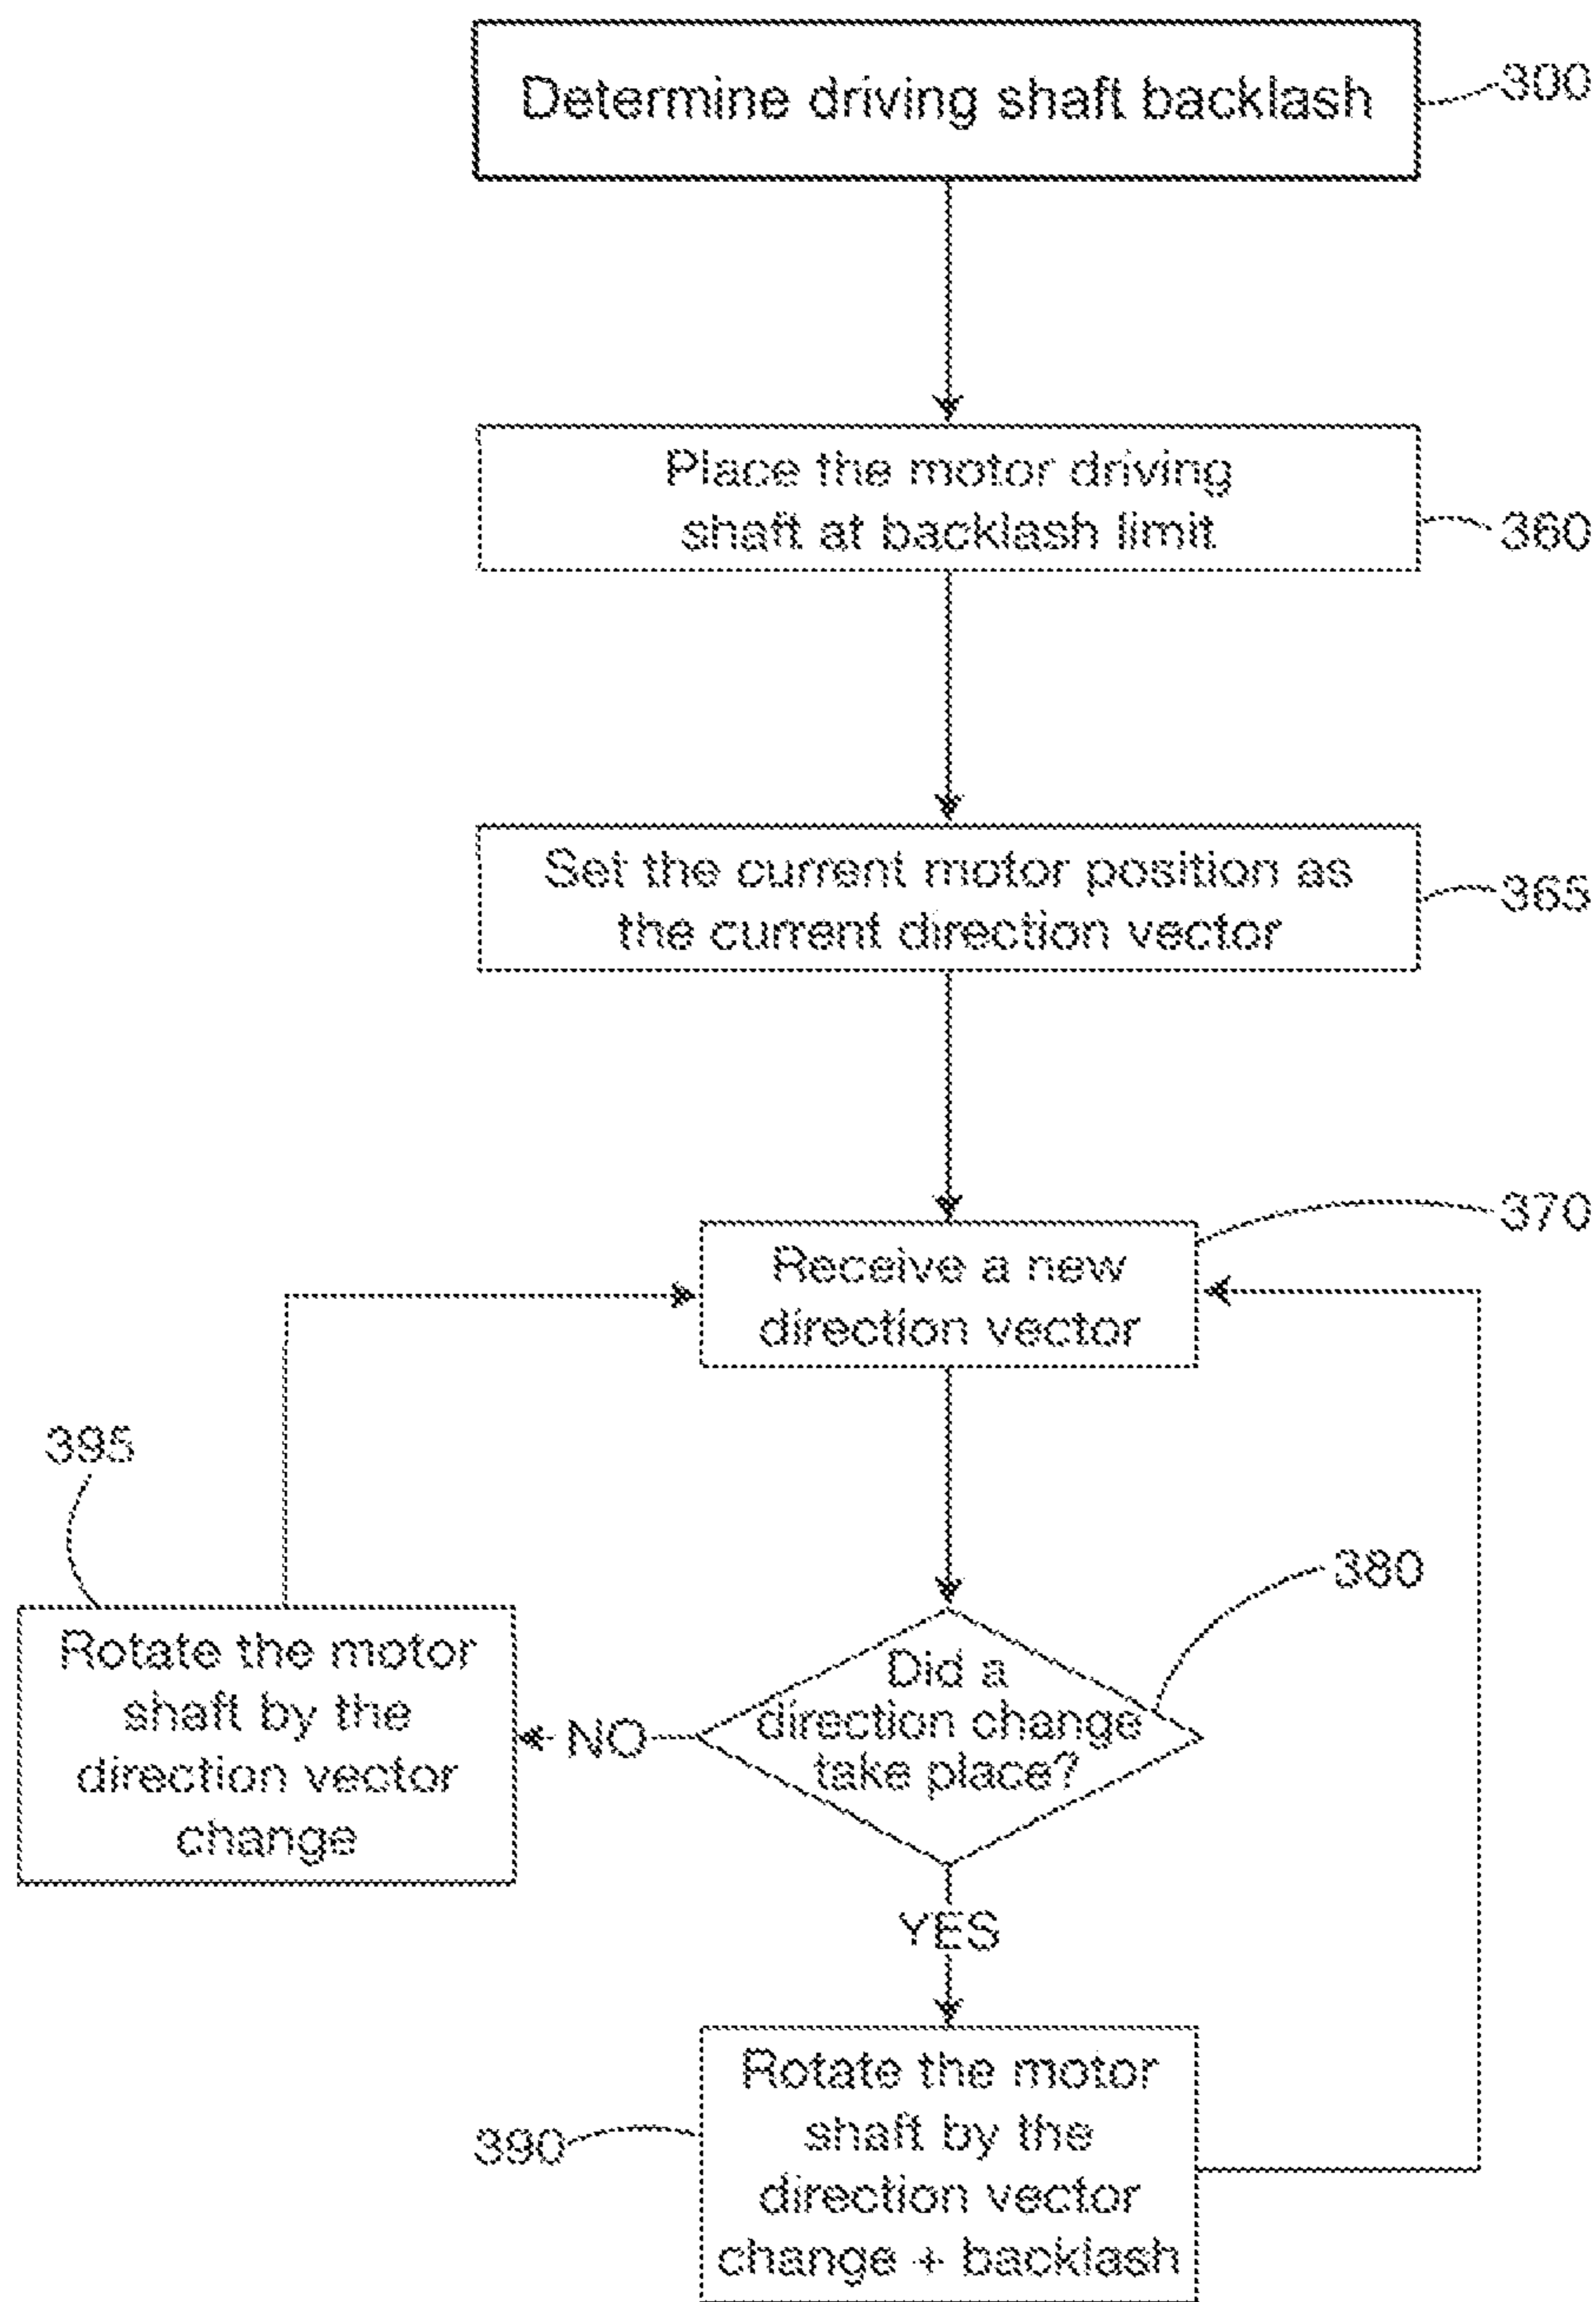 Determine driving shaft backlash
300
Place the motor driving
shaft at backlash limit
360
Set the current motor position as
the current direction vector
365
370
Receive a new
direction vector
395
380
Rotate the motor
shaft by the
direction vector
change
NO
Did a
direction change
take place?
YES
390
Rotate the motor
shaft by the
direction vector
change + backlash